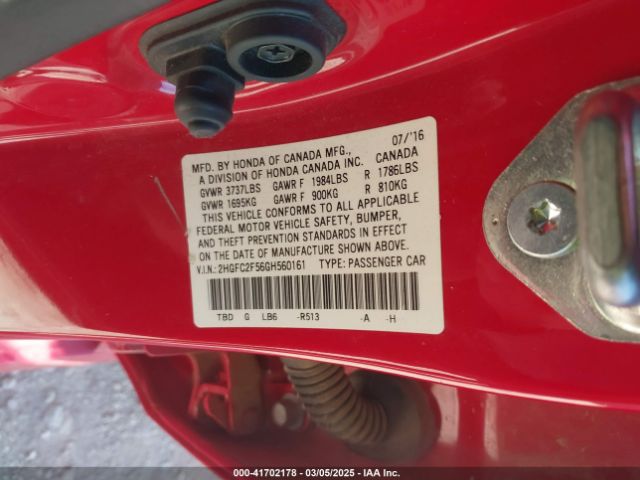 07/'16
MFD. BY HONDA OF CANADA MFG.,
A DIVISION OF HONDA CANADA INC. CANADA
GVWR 3737LBS GAWR F 1984LBS R 1786LBS
GVWR 1695KG GAWR F 900KG R 810KG
THIS VEHICLE CONFORMS TO ALL APPLICABLE
FEDERAL MOTOR VEHICLE SAFETY, BUMPER,
AND THEFT PREVENTION STANDARDS IN EFFECT
ON THE DATE OF MANUFACTURE SHOWN ABOVE.
V.I.N.: 2HGFC2F56GH560161 TYPE: PASSENGER CAR
TBD G LB6 -R513 -A -H
000-41702178 — 03/05/2025 — IAA Inc.